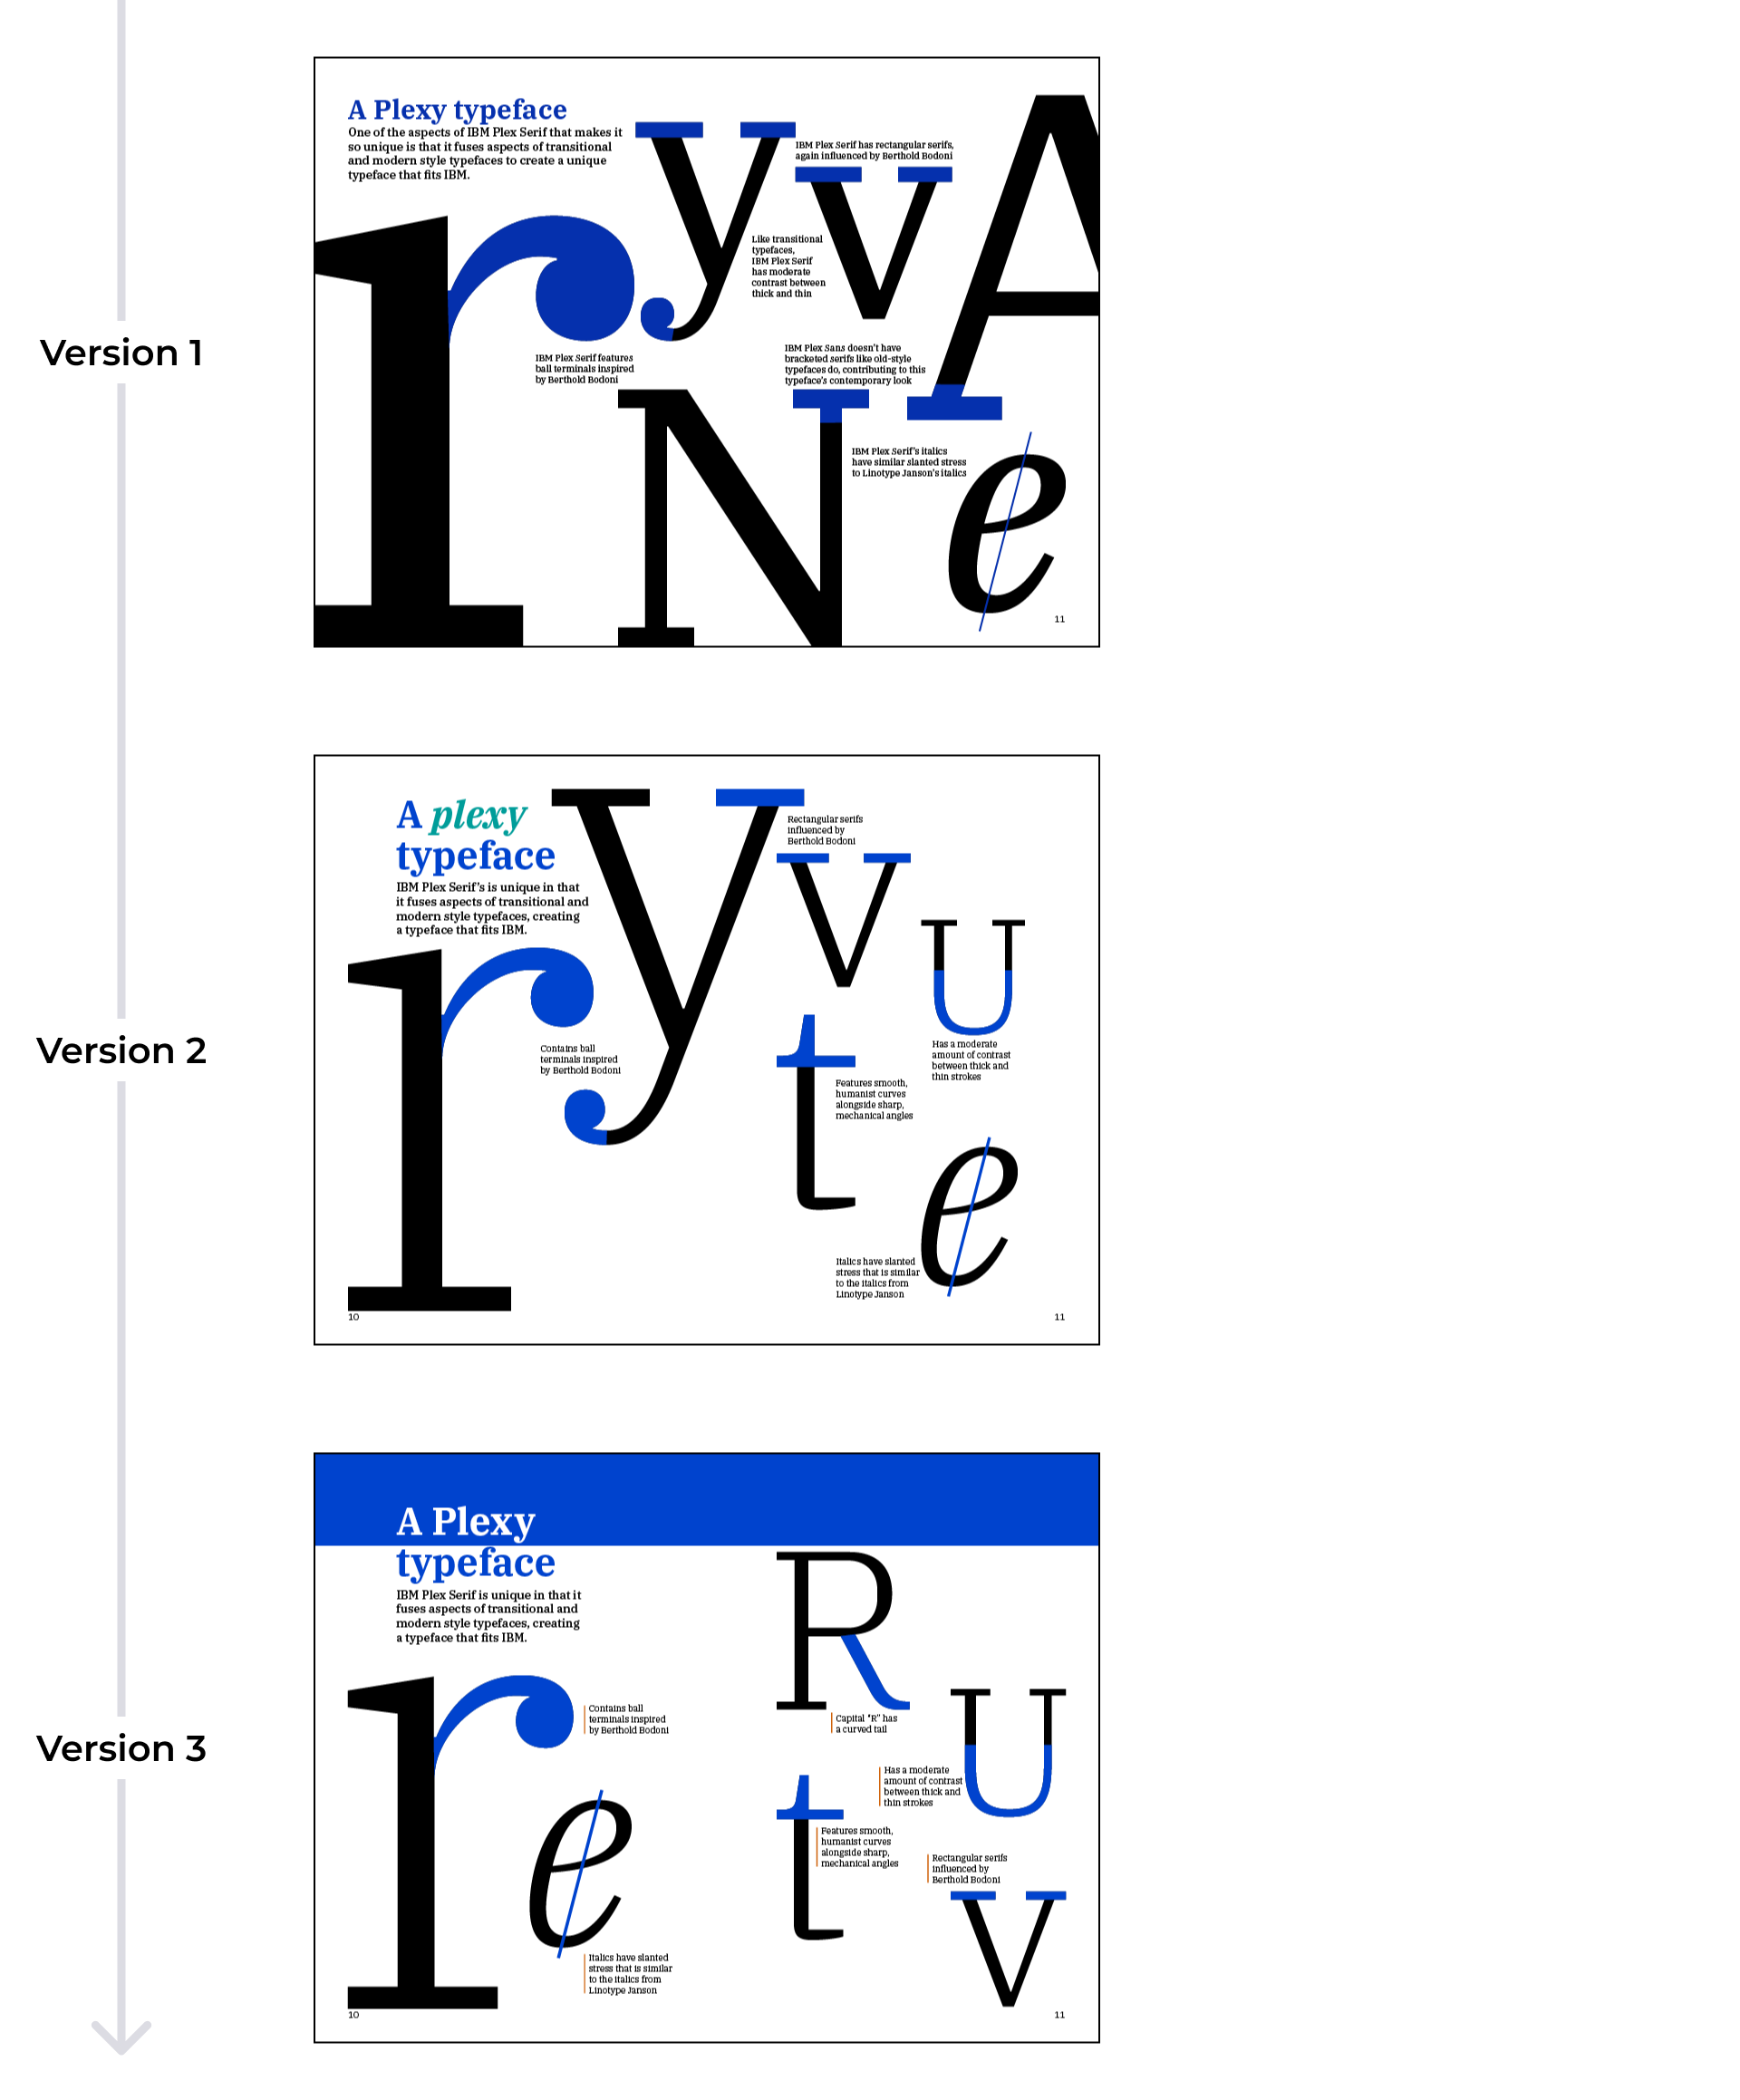 Version 1
A Plexy typeface
One of the aspects of IBM Plex Serif that makes it
so unique is that it fuses aspects of transitional
and modern style typefaces to create a unique
typeface that fits IBM.
r
y
IBM Plex Serif has rectangular serifs,
again influenced by Berthold Bodoni
v
A
Like transitional
typefaces,
IBM Plex Serif
has moderate
contrast between
thick and thin
IBM Plex Serif features
ball terminals inspired
by Berthold Bodoni
IBM Plex Sans doesn't have
bracketed serifs like old-style
typefaces do, contributing to this
typeface's contemporary look
N
IBM Plex Serif's italics
have similar slanted stress
to Linotype Janson's italics
e
11
Version 2
A plexy
typeface
IBM Plex Serif's is unique in that
it fuses aspects of transitional and
modern style typefaces, creating
a typeface that fits IBM.
r
y
Rectangular serifs
influenced by
Berthold Bodoni
v
U
Contains ball
terminals inspired
by Berthold Bodoni
Has a moderate
amount of contrast
between thick and
thin strokes
t
Features smooth,
humanist curves
alongside sharp,
mechanical angles
e
Italics have slanted
stress that is similar
to the italics from
Linotype Janson
10
11
Version 3
A Plexy
typeface
IBM Plex Serif is unique in that it
fuses aspects of transitional and
modern style typefaces, creating
a typeface that fits IBM.
r
Contains ball
terminals inspired
by Berthold Bodoni
e
Italics have slanted
stress that is similar
to the italics from
Linotype Janson
R
Capital "R" has
a curved tail
U
Has a moderate
amount of contrast
between thick and
thin strokes
t
Features smooth,
humanist curves
alongside sharp,
mechanical angles
Rectangular serifs
influenced by
Berthold Bodoni
v
10
11